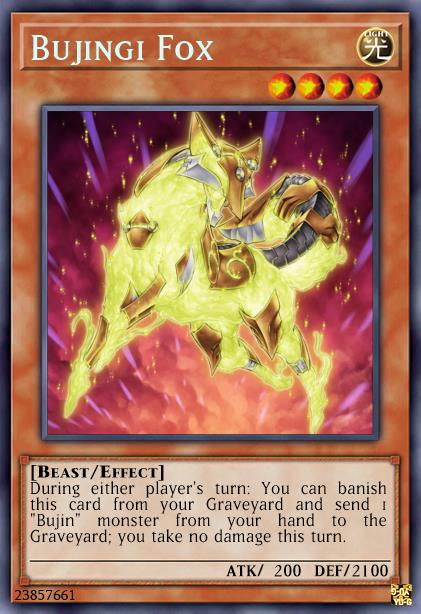 Bujingi Fox
LIGHT
光
[Beast/Effect]
During either player's turn: You can banish
this card from your Graveyard and send 1
"Bujin" monster from your hand to the
Graveyard; you take no damage this turn.
ATK/ 200 DEF/2100
23857661